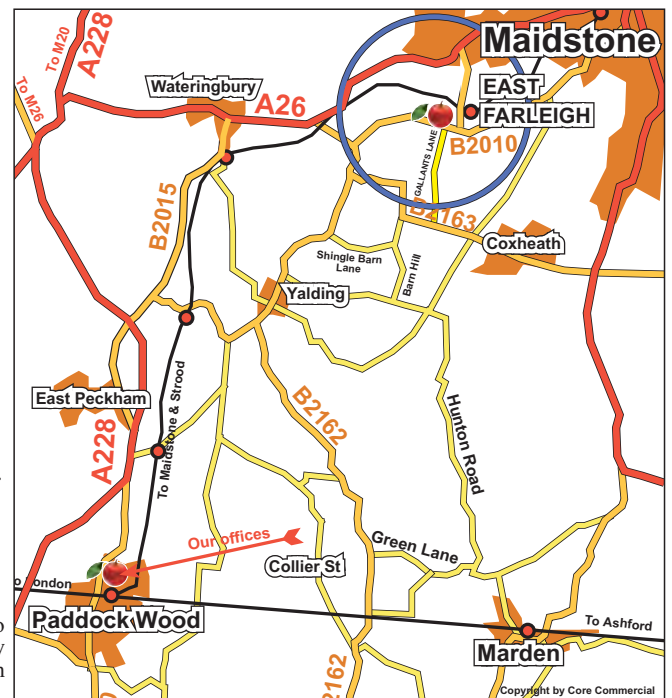 Maidstone
To M20
A228
To M26
Wateringbury
A26
EAST
FARLEIGH
B2010
GALLANTS LANE
B2015
B2163
Coxheath
Shingle Barn
Lane
Barn Hill
Yalding
East Peckham
To Maidstone & Strood
B2162
A228
Hunton Road
Our offices
Green Lane
Collier St
To London
Paddock Wood
To Ashford
Marden
2162
Copyright by Core Commercial